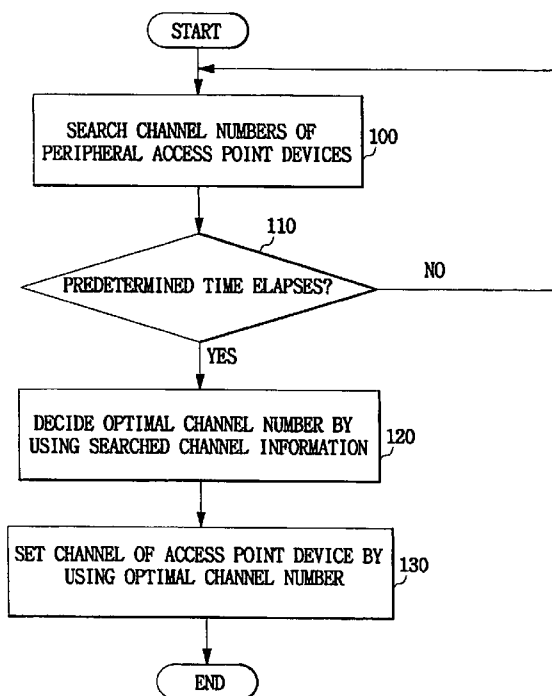 START
SEARCH CHANNEL NUMBERS OF
PERIPHERAL ACCESS POINT DEVICES
100
110
PREDETERMINED TIME ELAPSES?
NO
YES
DECIDE OPTIMAL CHANNEL NUMBER BY
USING SEARCHED CHANNEL INFORMATION
120
SET CHANNEL OF ACCESS POINT DEVICE BY
USING OPTIMAL CHANNEL NUMBER
130
END